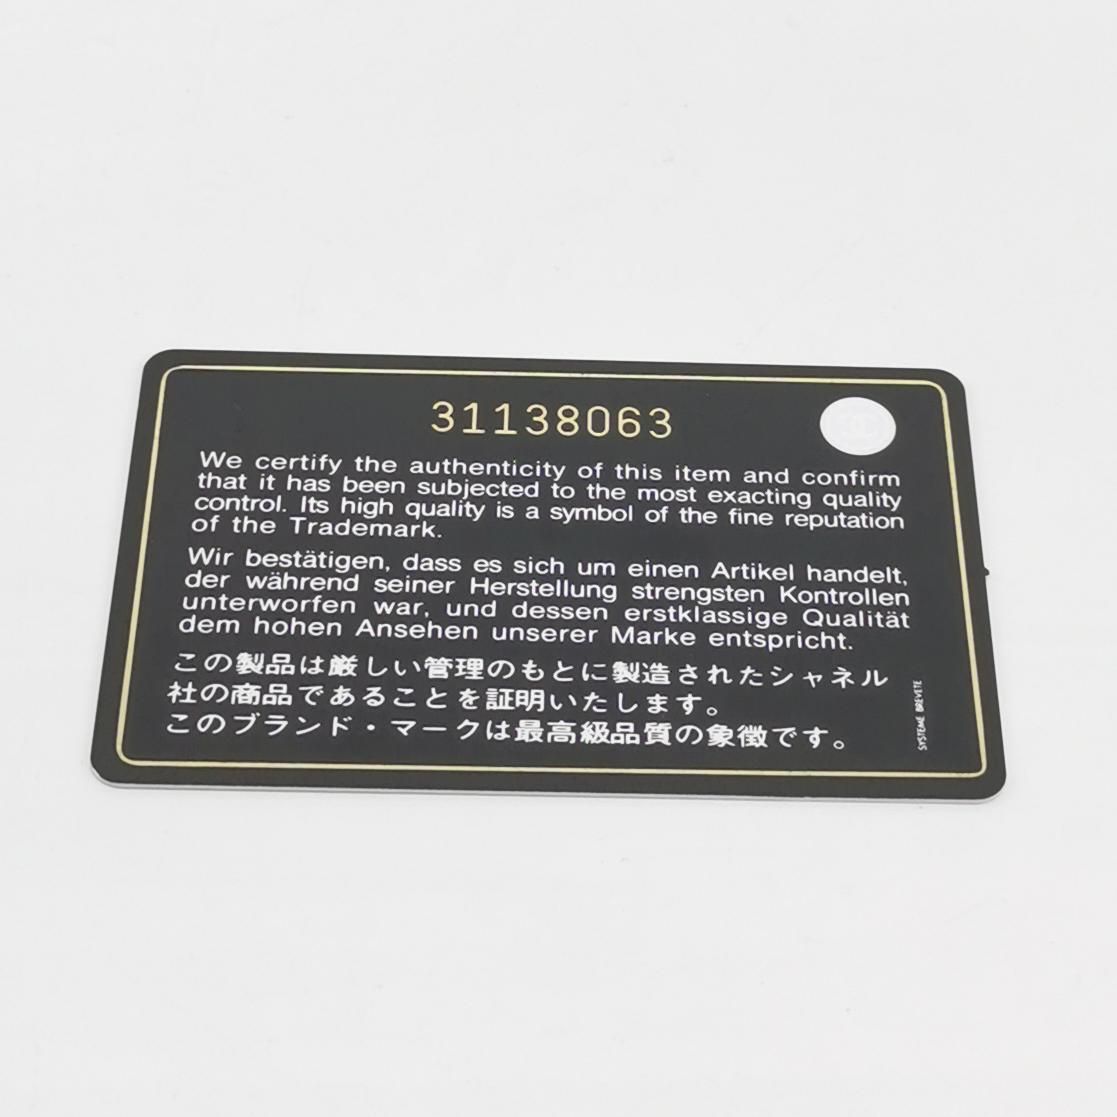 31138063
We certify the authenticity of this item and confirm
that it has been subjected to the most exacting quality
control. Its high quality is a symbol of the fine reputation
of the Trademark.
Wir bestätigen, dass es sich um einen Artikel handelt,
der während seiner Herstellung strengsten Kontrollen
unterworfen war, und dessen erstklassige Qualität
dem hohen Ansehen unserer Marke entspricht.
この製品は厳しい管理のもとに製造されたシャネル
社の商品であることを証明いたします。
このブランド・マークは最高級品質の象徴です。
SYSTEME BREVETE